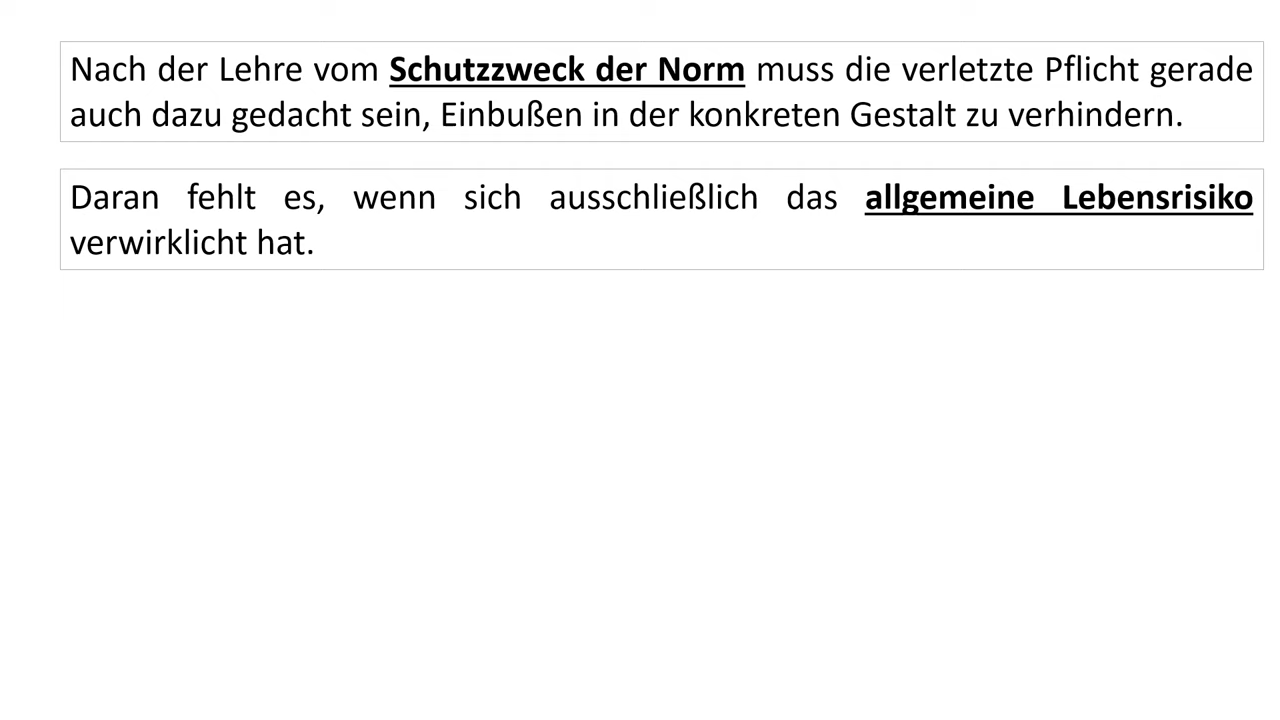 Nach der Lehre vom Schutzzweck der Norm muss die verletzte Pflicht gerade
auch dazu gedacht sein, Einbußen in der konkreten Gestalt zu verhindern.
Daran fehlt es, wenn sich ausschließlich das allgemeine Lebensrisiko
verwirklicht hat.